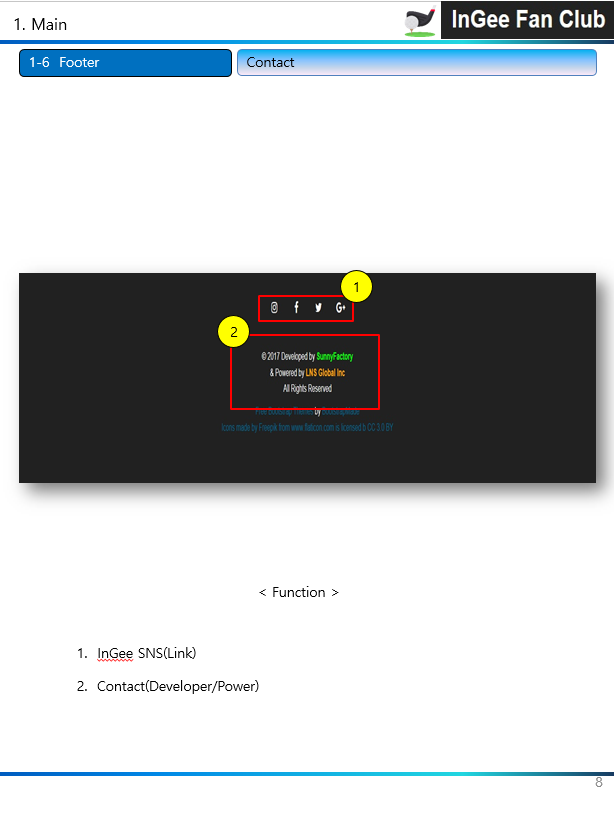 1. Main
InGee Fan Club
1-6 Footer
Contact
1
G+
2
© 2017 Developed by SunnyFactory
& Powered by LNS Global Inc
All Rights Reserved
Free Bootstrap Themes by BootstrapMade
Icons made by Freepik from www.flaticon.com is licensed b CC 3.0 BY
< Function >
1. InGee SNS(Link)
2. Contact(Developer/Power)
8